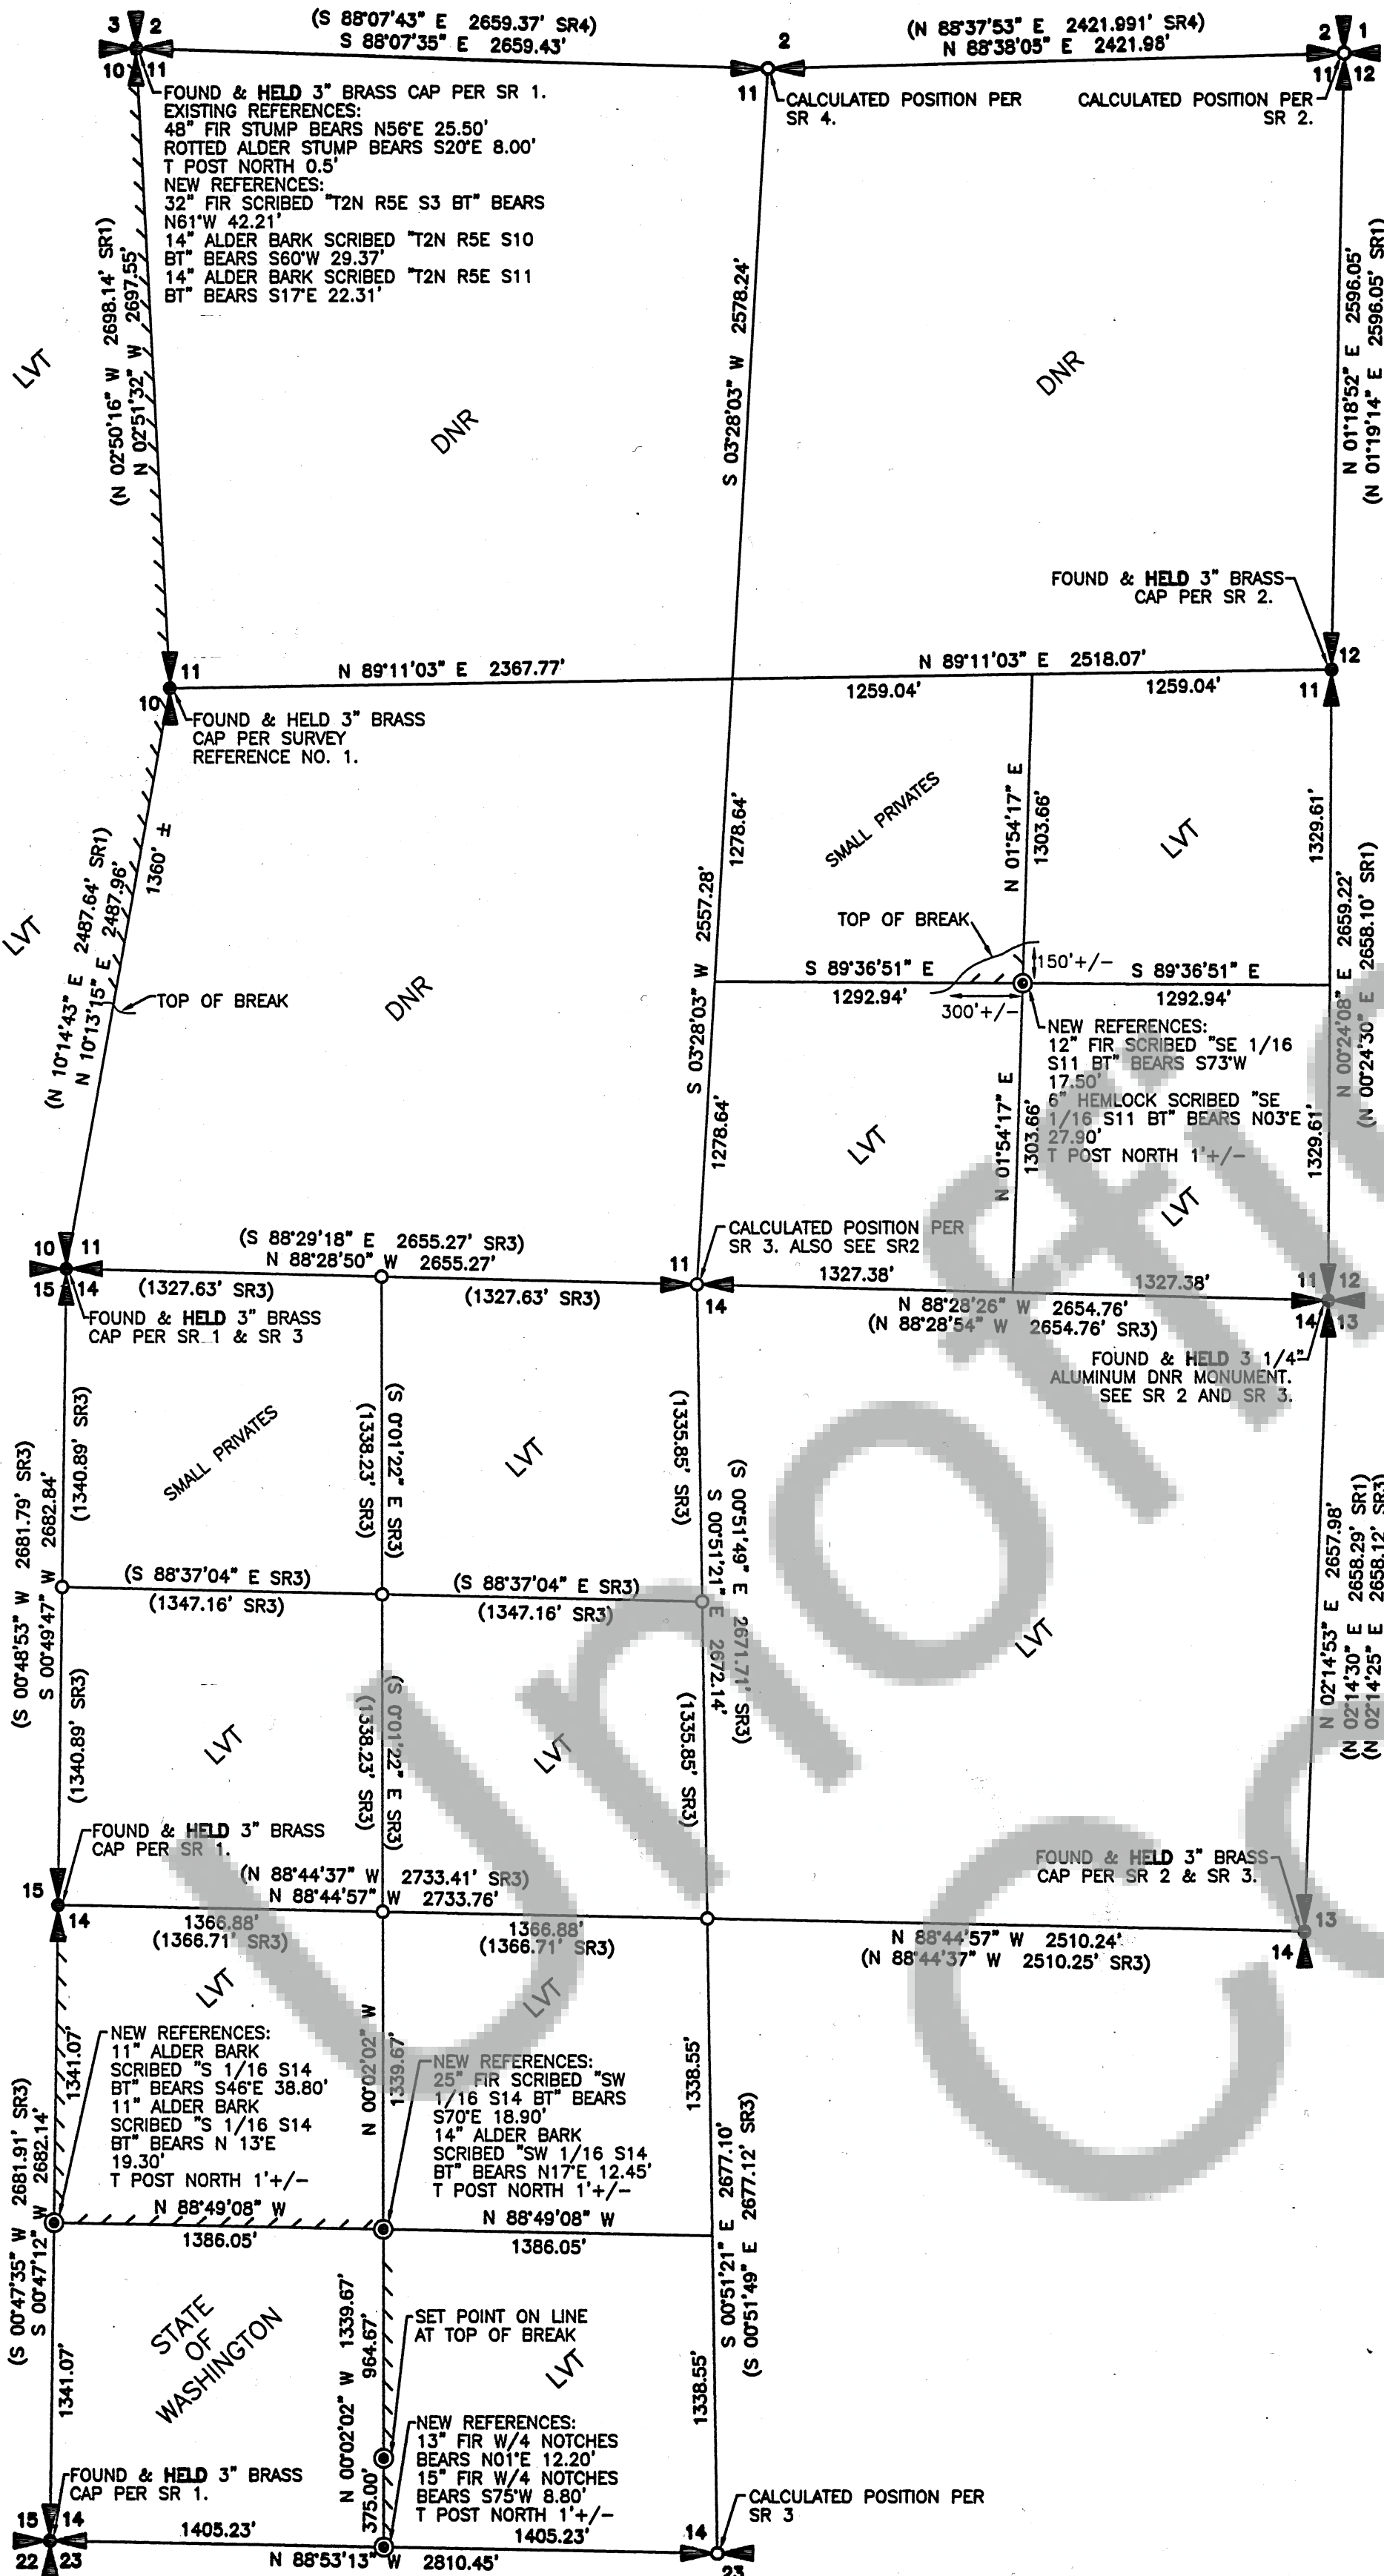 (S 88°07'43" E 2659.37' SR4)
S 88°07'35" E 2659.43'
(N 88°37'53" E 2421.991' SR4)
N 88°38'05" E 2421.98'
3 2
10 11
2
11
2 1
11 12
FOUND & HELD 3" BRASS CAP PER SR 1.
EXISTING REFERENCES:
48" FIR STUMP BEARS N56°E 25.50'
ROTTED ALDER STUMP BEARS S20°E 8.00'
T POST NORTH 0.5'
NEW REFERENCES:
32" FIR SCRIBED "T2N R5E S3 BT" BEARS
N61°W 42.21'
14" ALDER BARK SCRIBED "T2N R5E S10
BT" BEARS S60°W 29.37'
14" ALDER BARK SCRIBED "T2N R5E S11
BT" BEARS S17°E 22.31'
CALCULATED POSITION PER
SR 4.
CALCULATED POSITION PER
SR 2.
(N 02°50'16" W 2698.14' SR1)
N 02°51'32" W 2697.55'
LVT
DNR
S 03°28'03" W 2578.24'
DNR
N 01°18'52" E 2596.05'
(N 01°19'14" E 2596.05' SR1)
FOUND & HELD 3" BRASS
CAP PER SR 2.
11
10
N 89°11'03" E 2367.77'
N 89°11'03" E 2518.07'
1259.04'
1259.04'
12
11
FOUND & HELD 3" BRASS
CAP PER SURVEY
REFERENCE NO. 1.
(N 10°14'43" E 2487.64' SR1)
N 10°13'15" E 2487.96'
1360' ±
LVT
TOP OF BREAK
DNR
S 03°28'03" W 2557.28'
1278.64'
1278.64'
SMALL PRIVATES
N 01°54'17" E
1303.66'
LVT
1329.61'
N 00°24'08" E 2659.22'
(N 00°24'30" E 2658.10' SR1)
TOP OF BREAK
S 89°36'51" E
1292.94'
150'+/-
300'+/-
S 89°36'51" E
1292.94'
NEW REFERENCES:
12" FIR SCRIBED "SE 1/16
S11 BT" BEARS S73°W
17.50'
6" HEMLOCK SCRIBED "SE
1/16 S11 BT" BEARS N03°E
27.90'
T POST NORTH 1'+/-
N 01°54'17" E
1303.66'
1329.61'
LVT
LVT
10 11
15 14
(S 88°29'18" E 2655.27' SR3)
N 88°28'50" W 2655.27'
(1327.63' SR3)
(1327.63' SR3)
FOUND & HELD 3" BRASS
CAP PER SR 1 & SR 3
CALCULATED POSITION PER
SR 3. ALSO SEE SR2
11
14
1327.38'
1327.38'
N 88°28'26" W 2654.76'
(N 88°28'54" W 2654.76' SR3)
11 12
14 13
FOUND & HELD 3 1/4"
ALUMINUM DNR MONUMENT.
SEE SR 2 AND SR 3.
(S 00°48'53" W 2681.79' SR3)
S 00°49'47" W 2682.84'
(1340.89' SR3)
(1340.89' SR3)
SMALL PRIVATES
(S 0°01'22" E SR3)
(1338.23' SR3)
LVT
(1335.85' SR3)
(S 00°51'49" E 2671.71' SR3)
S 00°51'21" E 2672.14'
(1335.85' SR3)
(S 88°37'04" E SR3)
(1347.16' SR3)
(S 88°37'04" E SR3)
(1347.16' SR3)
LVT
N 02°14'53" E 2657.98'
(N 02°14'30" E 2658.29' SR1)
(N 02°14'25" E 2658.12' SR3)
LVT
(S 0°01'22" E SR3)
(1338.23' SR3)
LVT
FOUND & HELD 3" BRASS
CAP PER SR 1.
15
14
(N 88°44'37" W 2733.41' SR3)
N 88°44'57" W 2733.76'
1366.88'
(1366.71' SR3)
1366.88'
(1366.71' SR3)
FOUND & HELD 3" BRASS
CAP PER SR 2 & SR 3.
N 88°44'57" W 2510.24'
(N 88°44'37" W 2510.25' SR3)
13
14
LVT
LVT
(S 00°47'35" W 2681.91' SR3)
S 00°47'12" W 2682.14'
1341.07'
NEW REFERENCES:
11" ALDER BARK
SCRIBED "S 1/16 S14
BT" BEARS S46°E 38.80'
11" ALDER BARK
SCRIBED "S 1/16 S14
BT" BEARS N 13°E
19.30'
T POST NORTH 1'+/-
N 00°02'02" W
1339.67'
NEW REFERENCES:
25" FIR SCRIBED "SW
1/16 S14 BT" BEARS
S70°E 18.90'
14" ALDER BARK
SCRIBED "SW 1/16 S14
BT" BEARS N17°E 12.45'
T POST NORTH 1'+/-
1338.55'
S 00°51'21" E 2677.10'
(S 00°51'49" E 2677.12' SR3)
N 88°49'08" W
1386.05'
N 88°49'08" W
1386.05'
1341.07'
STATE
OF
WASHINGTON
N 00°02'02" W 1339.67'
964.67'
375.00'
SET POINT ON LINE
AT TOP OF BREAK
LVT
1338.55'
NEW REFERENCES:
13" FIR W/4 NOTCHES
BEARS N01°E 12.20'
15" FIR W/4 NOTCHES
BEARS S75°W 8.80'
T POST NORTH 1'+/-
FOUND & HELD 3" BRASS
CAP PER SR 1.
CALCULATED POSITION PER
SR 3
15 14
22 23
1405.23'
1405.23'
N 88°53'13" W 2810.45'
14
23